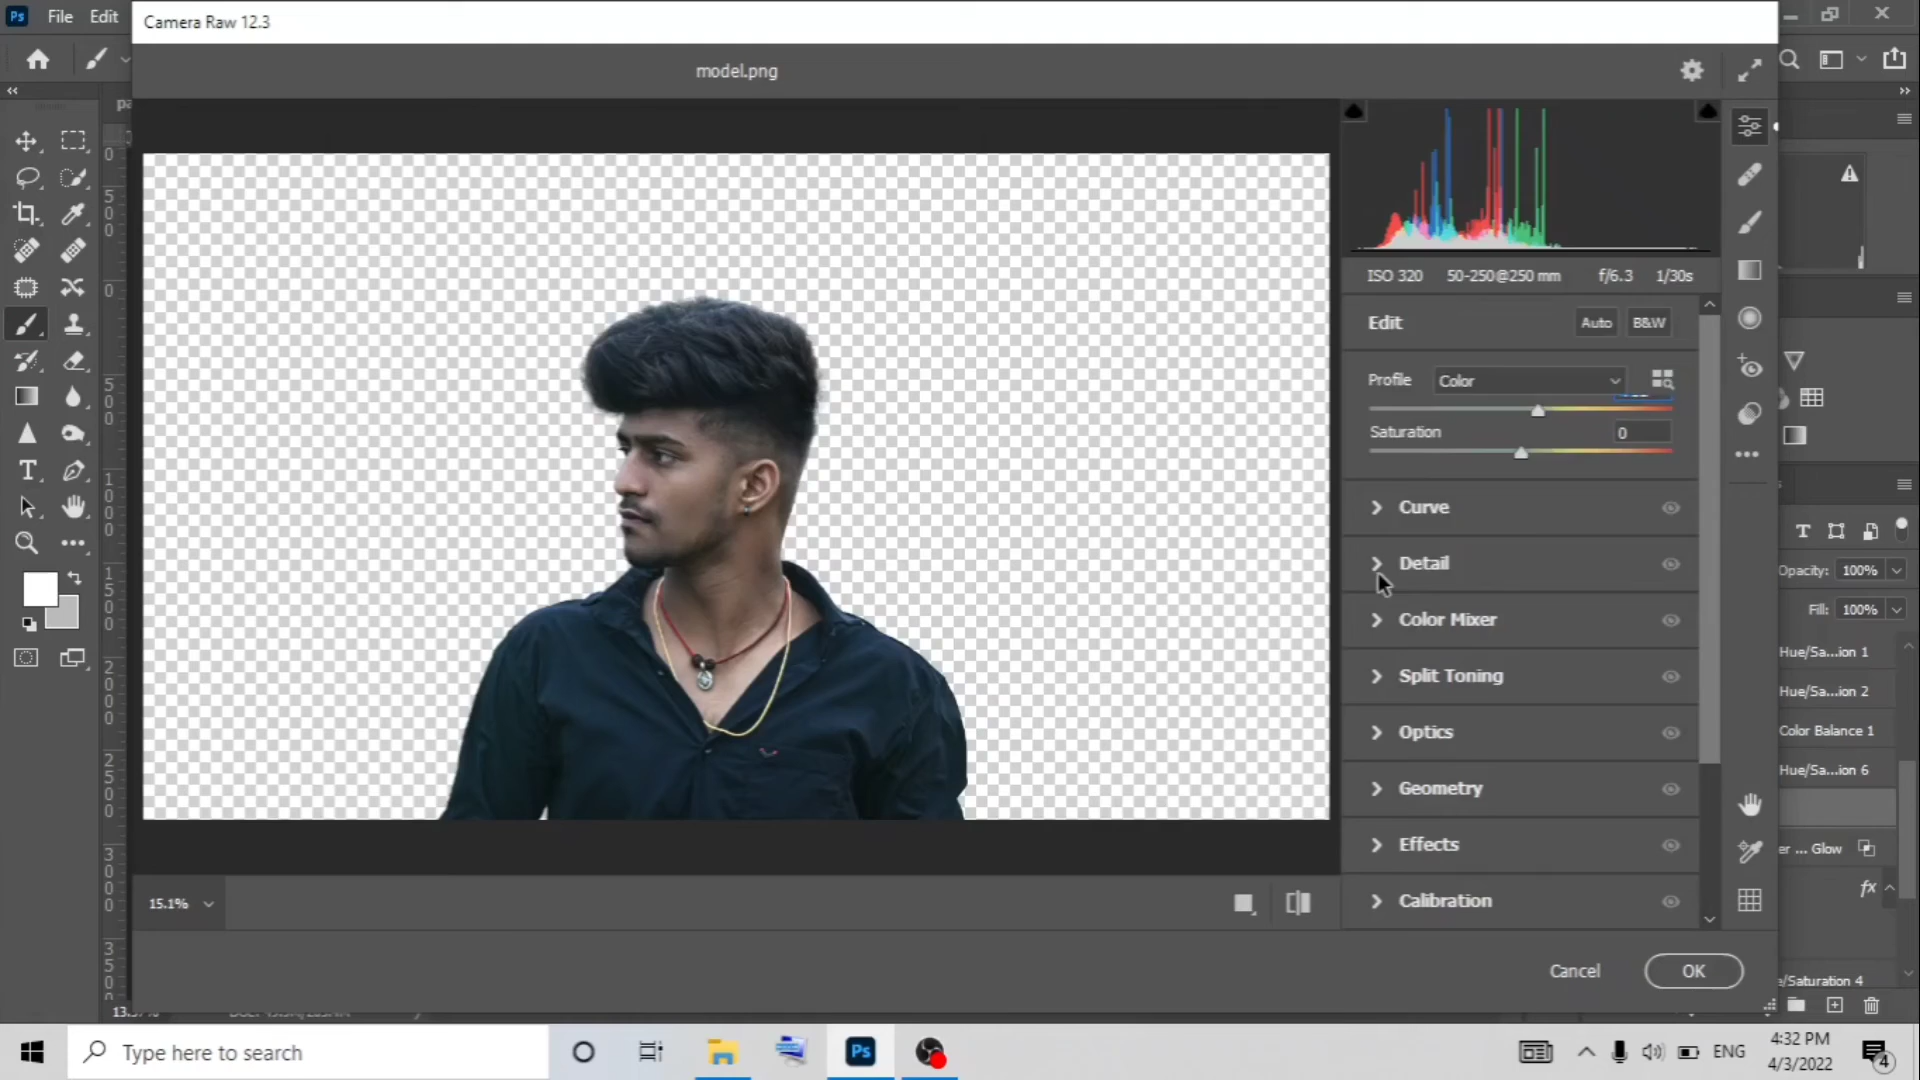 Ps File Edit
Camera Raw 12.3
model.png
ISO 320 50-250@250 mm f/6.3 1/30s
Edit Auto B&W
Profile Color
Saturation 0
Curve
Detail
Color Mixer
Split Toning
Optics
Geometry
Effects
Calibration
15.1%
Cancel OK
Opacity: 100%
Fill: 100%
Hue/Sa...ion 1
Hue/Sa...ion 2
Color Balance 1
Hue/Sa...ion 6
er ... Glow
fx
e/Saturation 4
Type here to search
Ps
ENG
4:32 PM
4/3/2022
4